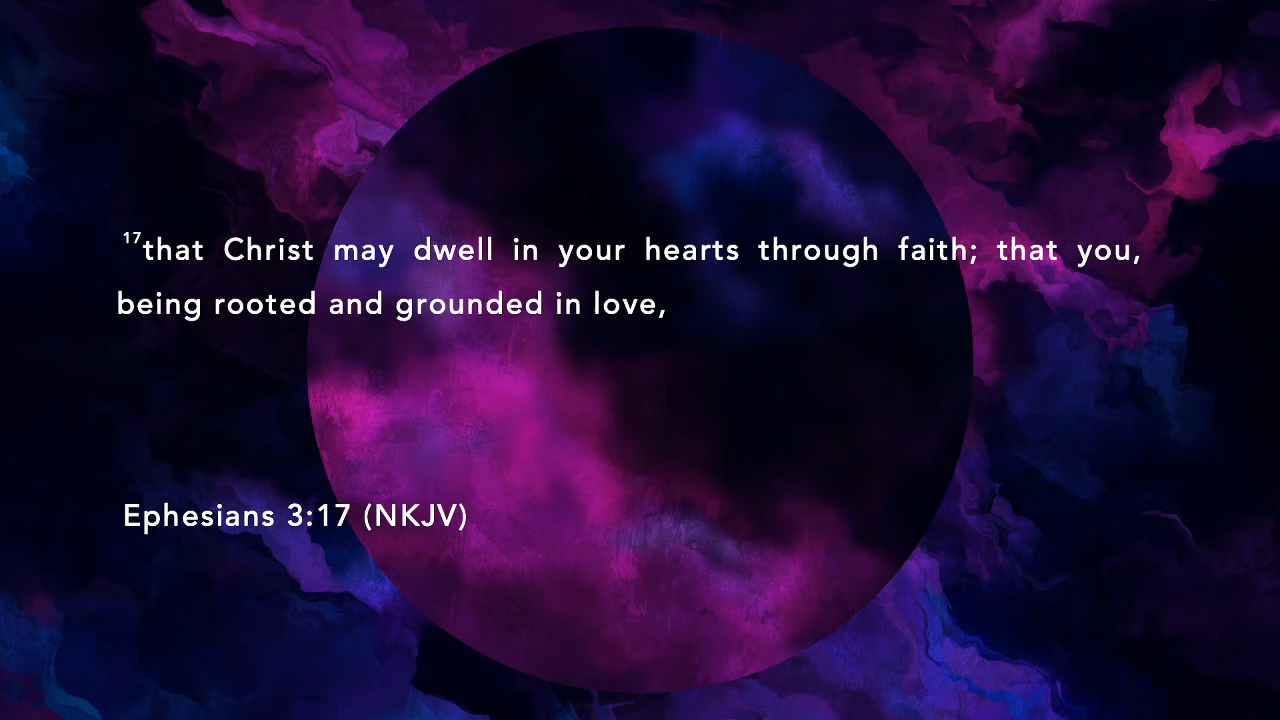 17that Christ may dwell in your hearts through faith; that you,
being rooted and grounded in love,
Ephesians 3:17 (NKJV)